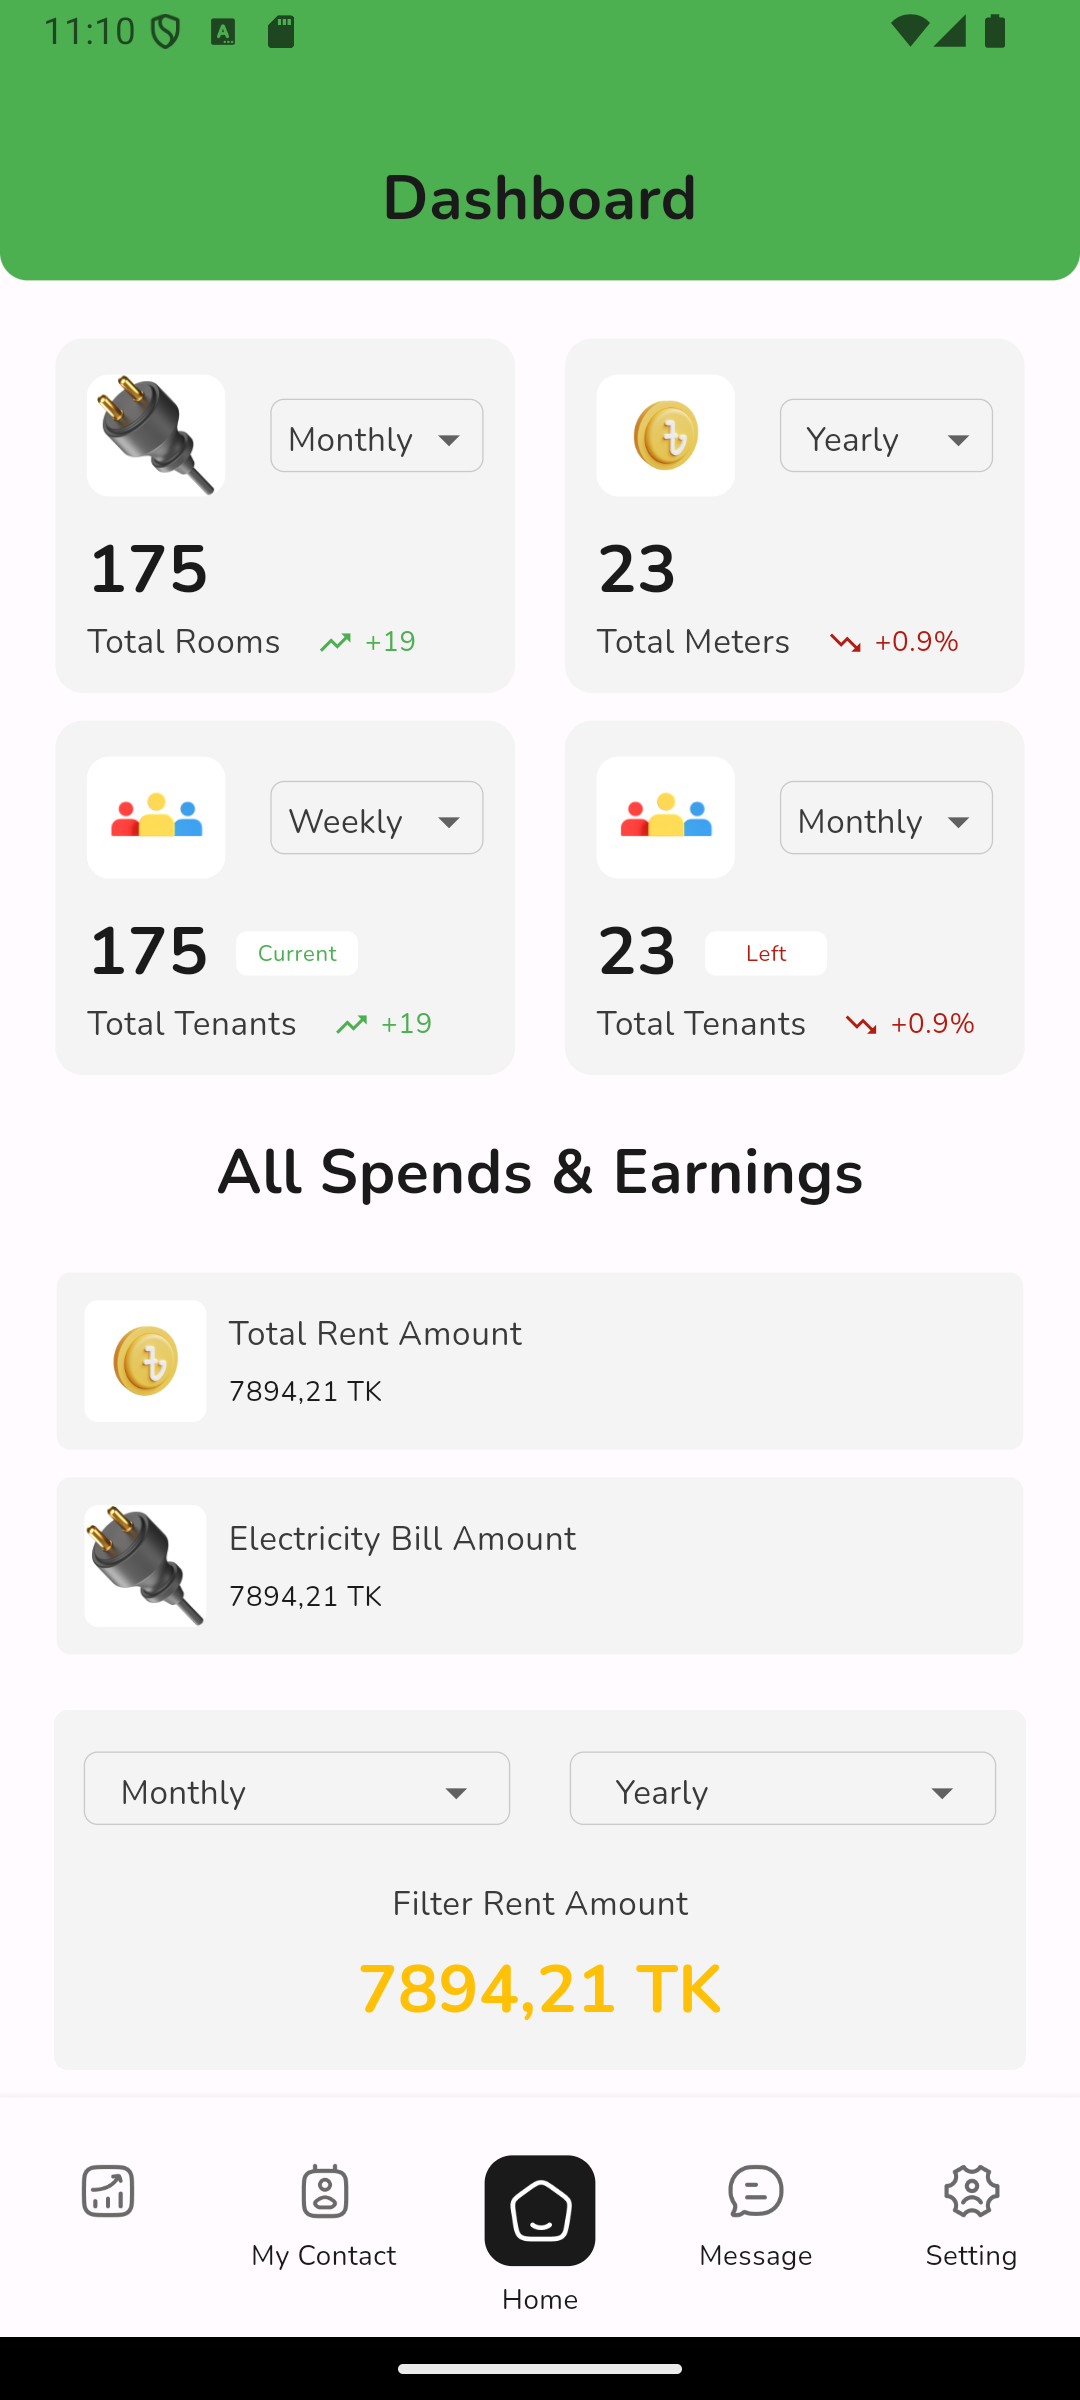 11:10
Dashboard
Monthly
Yearly
175
23
Total Rooms +19
Total Meters +0.9%
Weekly
Monthly
175 Current
23 Left
Total Tenants +19
Total Tenants +0.9%
All Spends & Earnings
Total Rent Amount
7894,21 TK
Electricity Bill Amount
7894,21 TK
Monthly
Yearly
Filter Rent Amount
7894,21 TK
My Contact
Home
Message
Setting